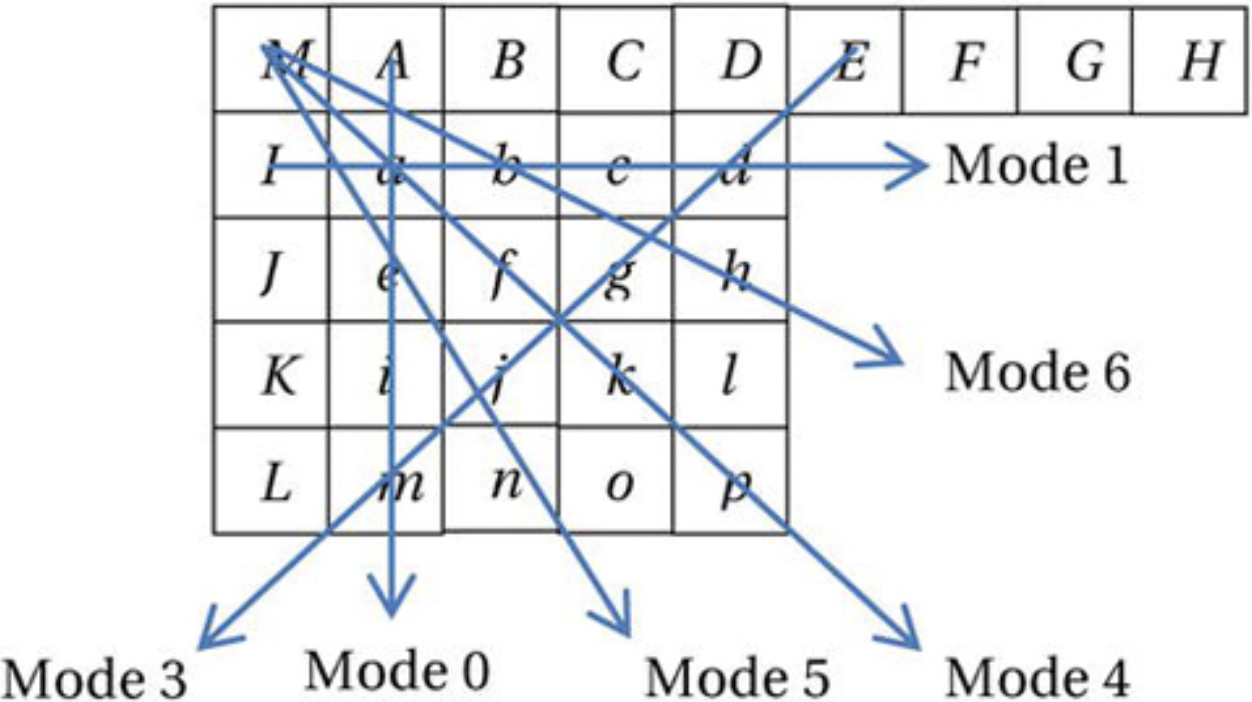 M A B C D E F G H
I a b c d Mode 1
J e f g h
K i j k l Mode 6
L m n o p
Mode 3 Mode 0 Mode 5 Mode 4